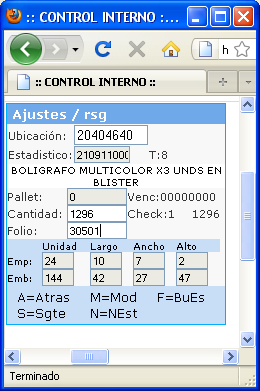 :: CONTROL INTERNO ::...
h
:: CONTROL INTERNO ::
Ajustes / rsg
Ubicación: 20404640
Estadistico: 210911000 T:8
BOLIGRAFO MULTICOLOR X3 UNDS EN
BLISTER
Pallet: 0 Venc:00000000
Cantidad: 1296 Check:1 1296
Folio: 30501
Unidad Largo Ancho Alto
Emp: 24 10 7 2
Emb: 144 42 27 47
A=Atras M=Mod F=BuEs
S=Sgte N=NEst
Terminado